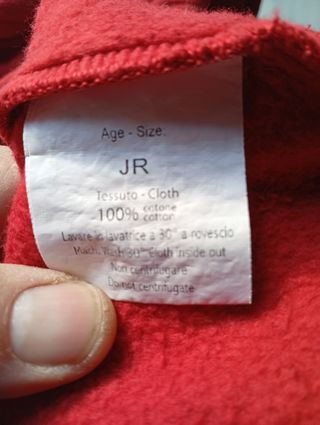 Age - Size:
JR
Tessuto - Cloth
100% cotone
cotton
Lavare in lavatrice a 30° a rovescio
Mach. Wash 30° Cloth inside out
Non centrifugare
Do not centrifugate